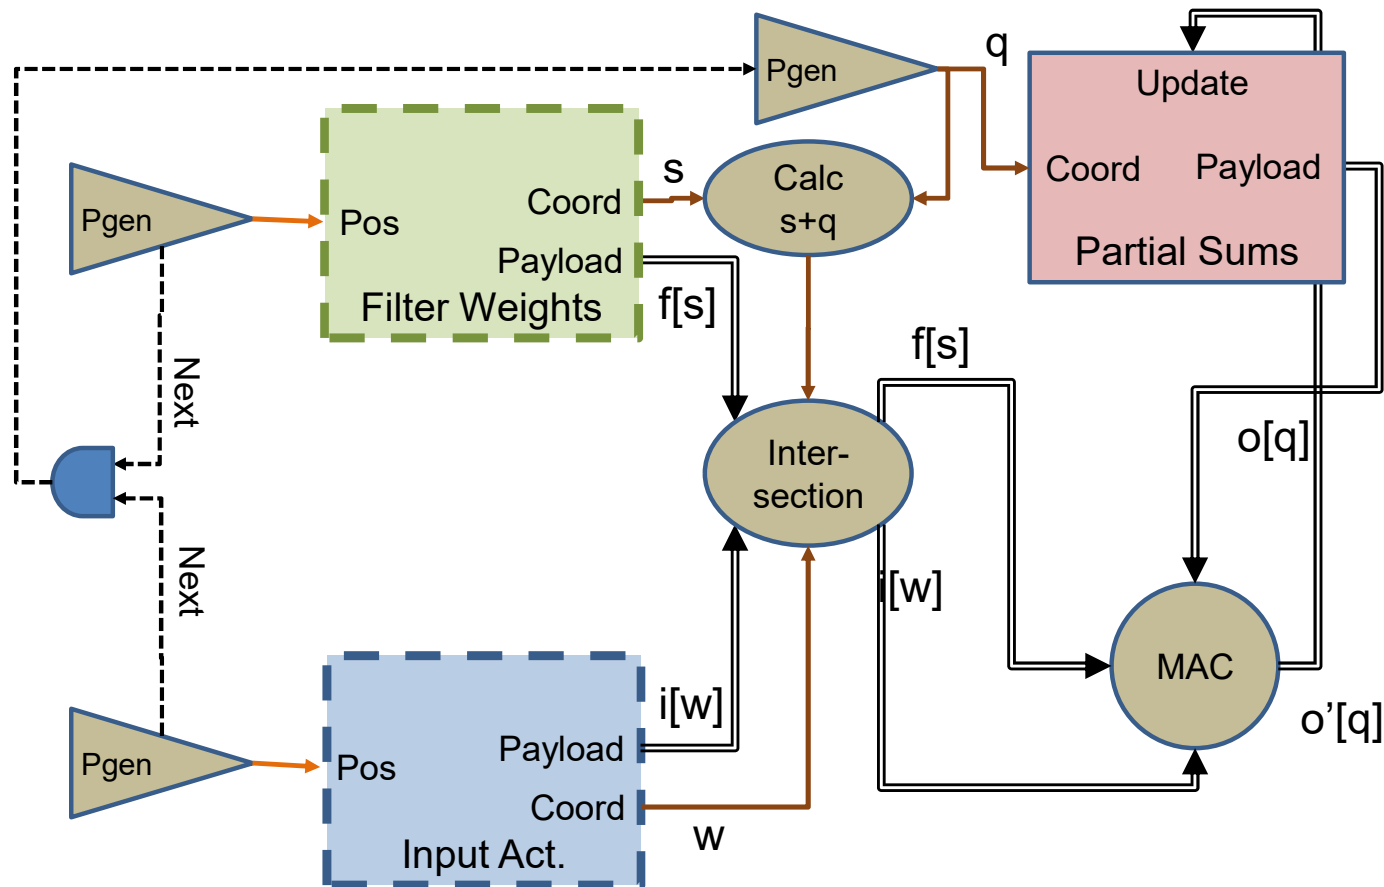 Pgen
q
Update
Coord
Payload
Partial Sums
Pgen
Pos
Coord
Payload
Filter Weights
s
Calc
s+q
f[s]
Next
Inter-
section
f[s]
o[q]
i[w]
Next
MAC
o’[q]
Pgen
Pos
Payload
Coord
Input Act.
i[w]
w